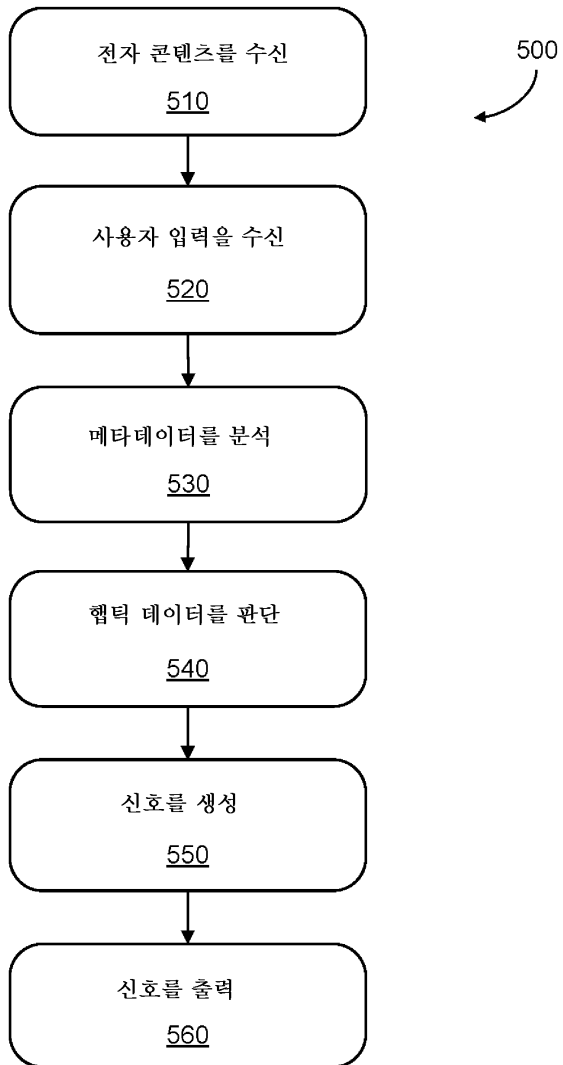 전자 콘텐츠를 수신
510
500
사용자 입력을 수신
520
메타데이터를 분석
530
햅틱 데이터를 판단
540
신호를 생성
550
신호를 출력
560